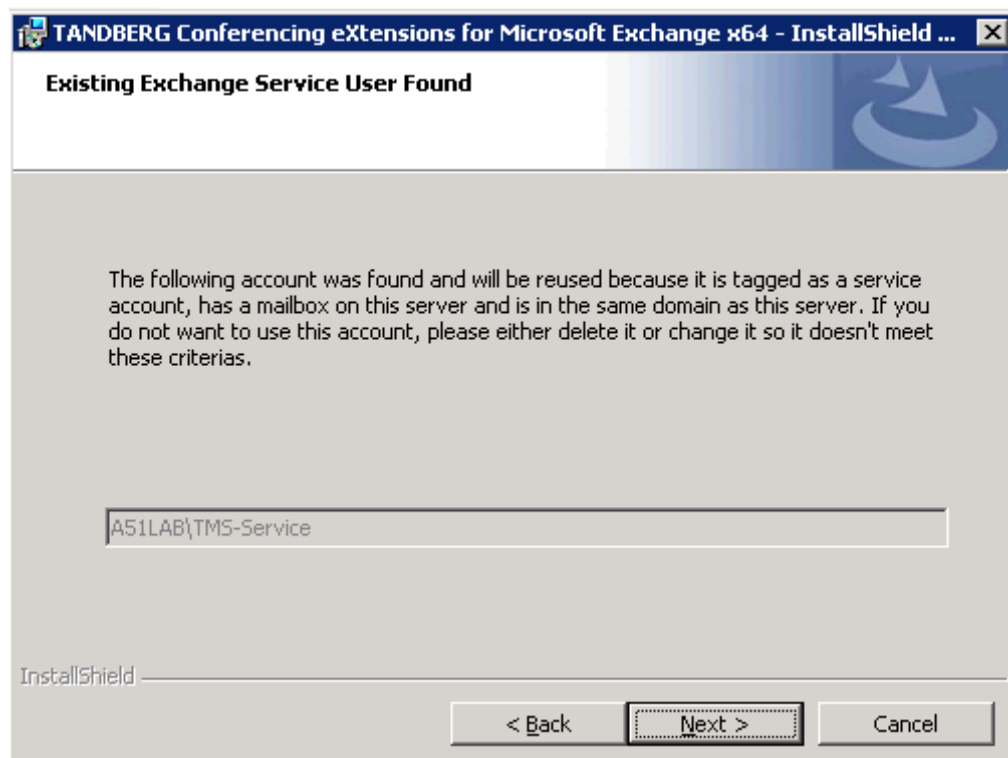 TANDBERG Conferencing eXtensions for Microsoft Exchange x64 - InstallShield ...
Existing Exchange Service User Found
The following account was found and will be reused because it is tagged as a service
account, has a mailbox on this server and is in the same domain as this server. If you
do not want to use this account, please either delete it or change it so it doesn't meet
these criterias.
A51LAB\TMS-Service
InstallShield
< Back
Next >
Cancel